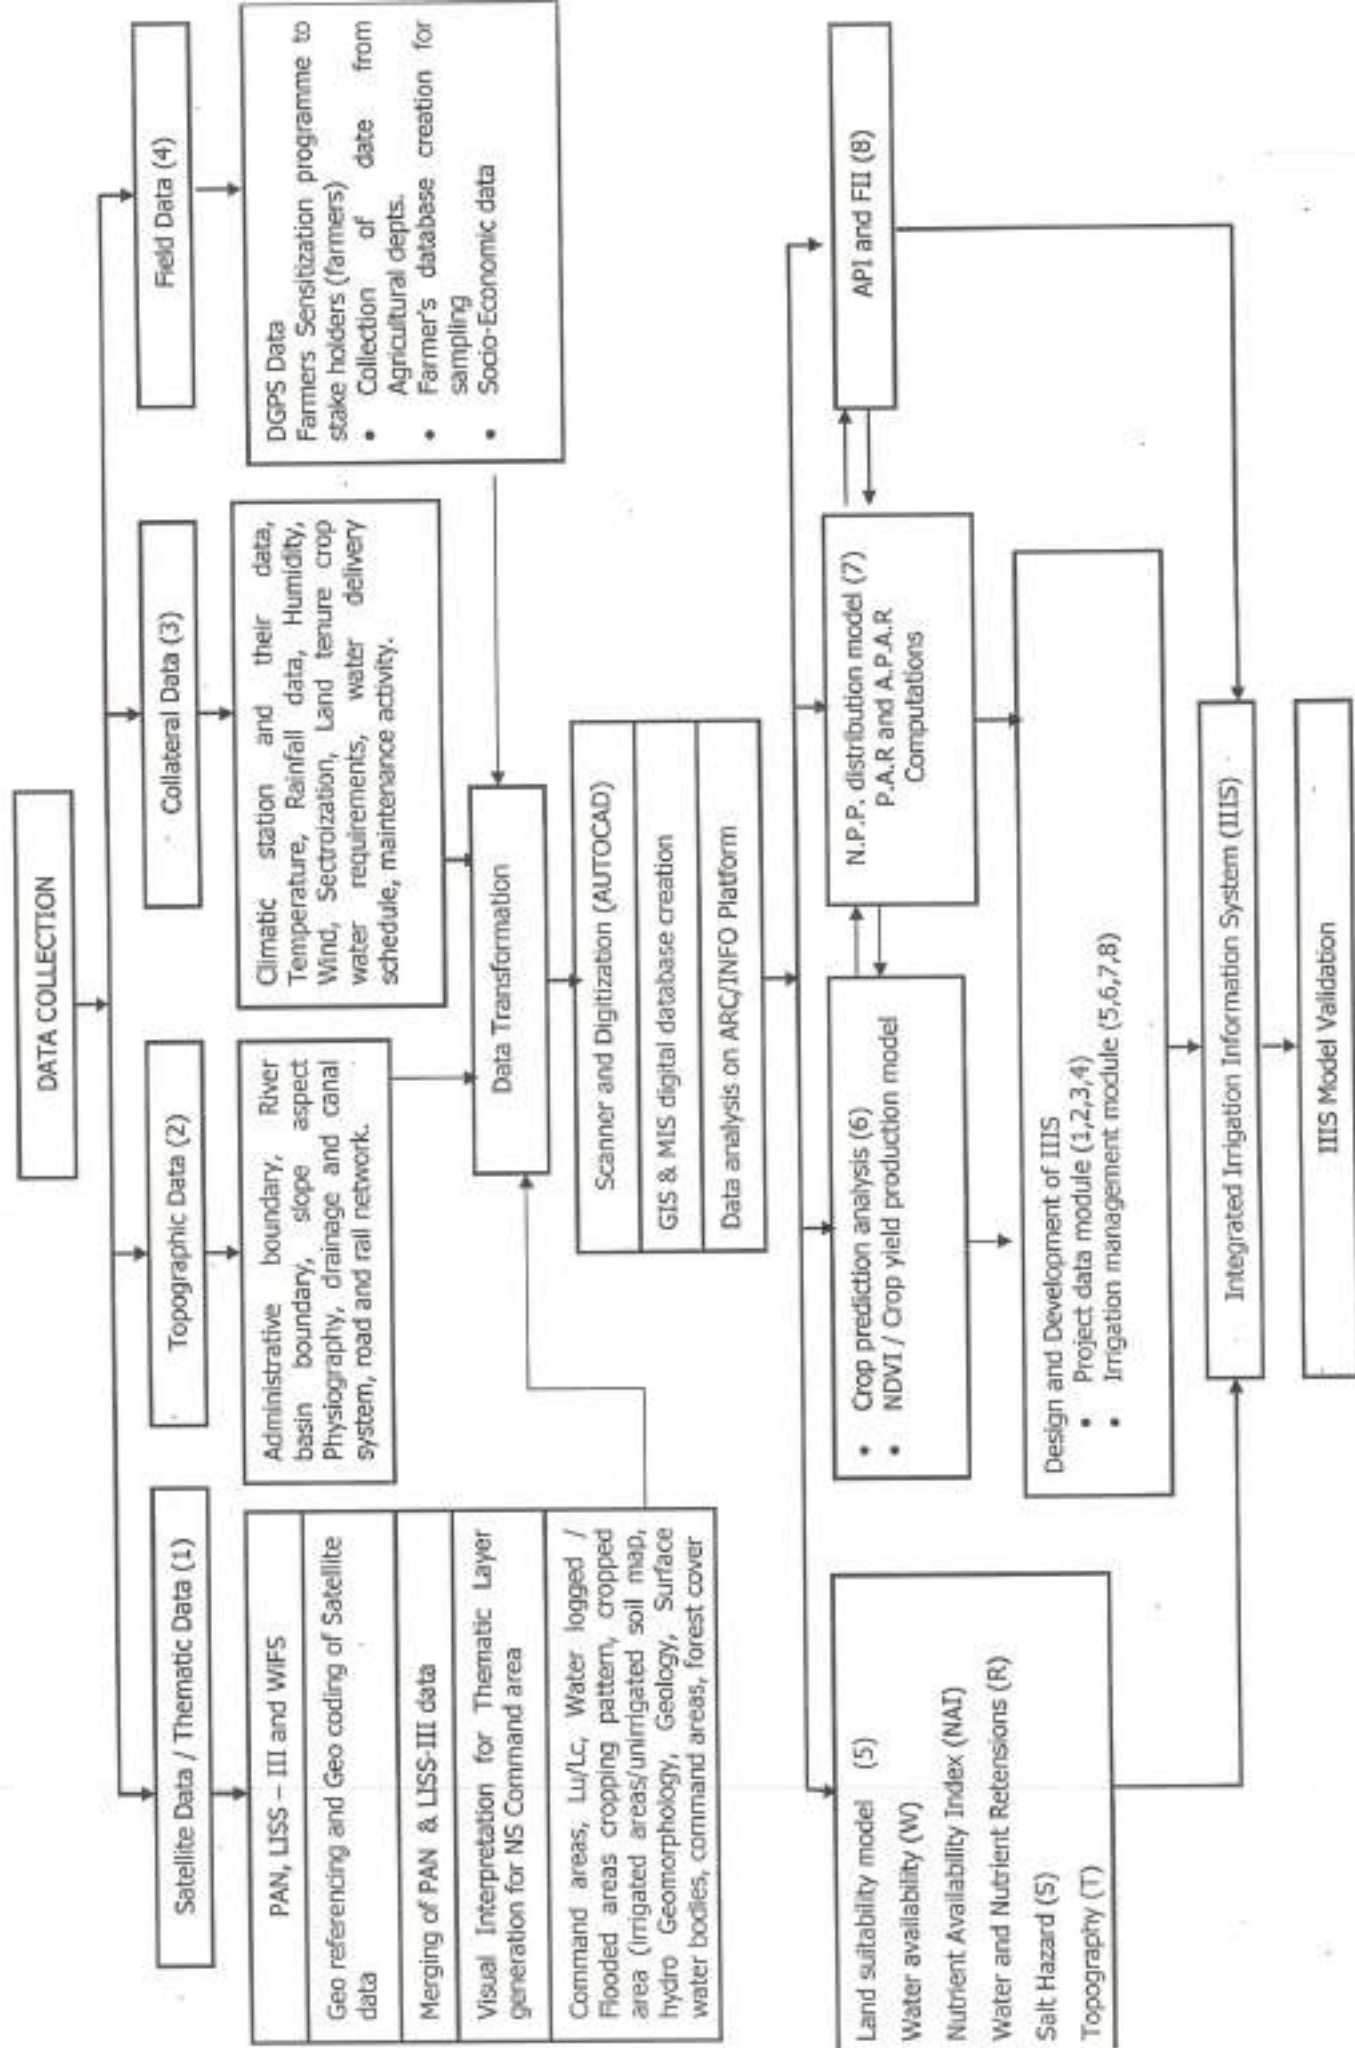 DATA COLLECTION
Satellite Data / Thematic Data (1)
Topographic Data (2)
Collateral Data (3)
Field Data (4)
PAN, LISS – III and WiFS
Geo referencing and Geo coding of Satellite
data
Merging of PAN & LISS-III data
Visual Interpretation for Thematic Layer
generation for NS Command area
Command areas, Lu/Lc, Water logged /
Flooded areas cropping pattern, cropped
area (irrigated areas/unirrigated soil map,
hydro Geomorphology, Geology, Surface
water bodies, command areas, forest cover
Administrative boundary, River
basin boundary, slope aspect
Physiography, drainage and canal
system, road and rail network.
Climatic station and their data,
Temperature, Rainfall data, Humidity,
Wind, Sectroization, Land tenure crop
water requirements, water delivery
schedule, maintenance activity.
DGPS Data
Farmers Sensitization programme to
stake holders (farmers)
• Collection of date from
Agricultural depts.
• Farmer's database creation for
sampling
• Socio-Economic data
Data Transformation
Scanner and Digitization (AUTOCAD)
GIS & MIS digital database creation
Data analysis on ARC/INFO Platform
Land suitability model (5)
Water availability (W)
Nutrient Availability Index (NAI)
Water and Nutrient Retensions (R)
Salt Hazard (S)
Topography (T)
• Crop prediction analysis (6)
• NDVI / Crop yield production model
N.P.P. distribution model (7)
P.A.R and A.P.A.R
Computations
API and FII (8)
Design and Development of IIIS
• Project data module (1,2,3,4)
• Irrigation management module (5,6,7,8)
Integrated Irrigation Information System (IIIS)
IIIS Model Validation